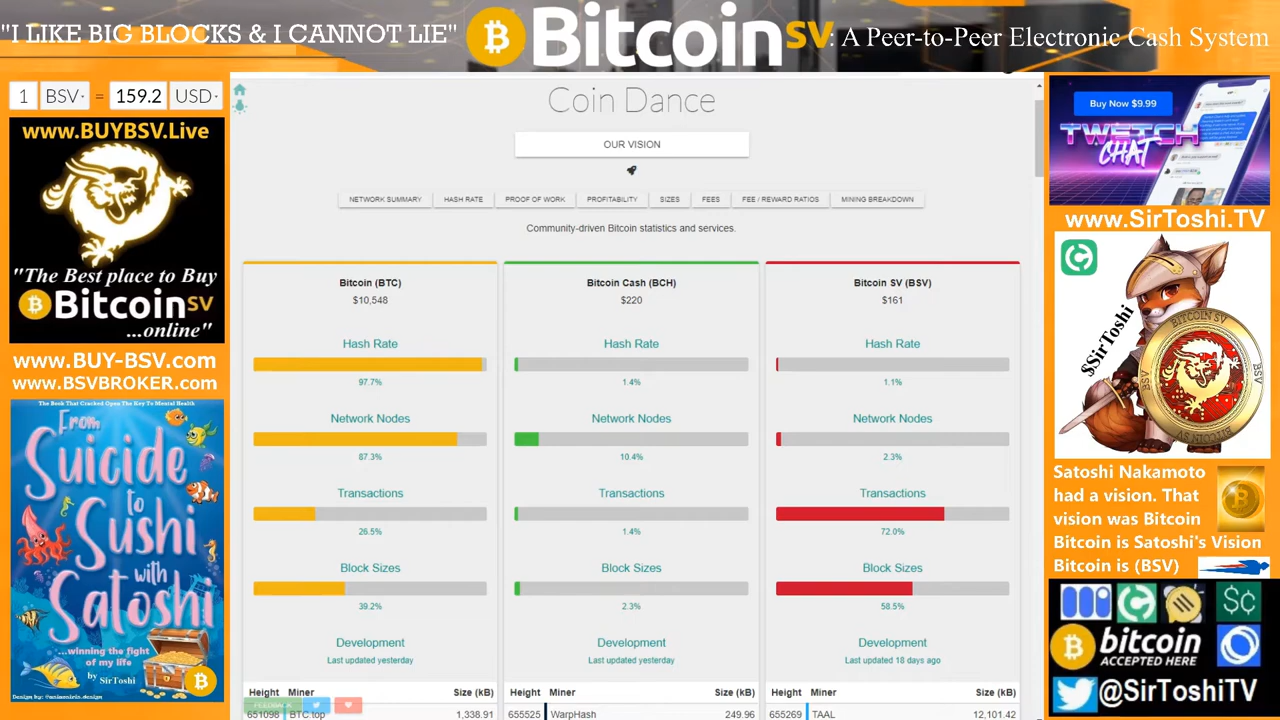 "I LIKE BIG BLOCKS & I CANNOT LIE"
Bitcoin SV : A Peer-to-Peer Electronic Cash System
1 BSV = 159.2 USD
www.BUYBSV.Live
"The Best place to Buy
Bitcoin SV
...online"
www.BUY-BSV.com
www.BSVBROKER.com
The Book That Cracked Open The Key To Mental Health
From
Suicide
to
Sushi
with
Satoshi
...winning the fight
of my life
by SirToshi
Design by: @animeniris.design
Coin Dance
OUR VISION
NETWORK SUMMARY HASH RATE PROOF OF WORK PROFITABILITY SIZES FEES FEE / REWARD RATIOS MINING BREAKDOWN
Community-driven Bitcoin statistics and services.
Bitcoin (BTC)
$10,548
Hash Rate
97.7%
Network Nodes
87.3%
Transactions
26.5%
Block Sizes
39.2%
Development
Last updated yesterday
Height Miner Size (kB)
651098 BTC.top 1,338.91
FEEDBACK
Bitcoin Cash (BCH)
$220
Hash Rate
1.4%
Network Nodes
10.4%
Transactions
1.4%
Block Sizes
2.3%
Development
Last updated yesterday
Height Miner Size (kB)
655525 WarpHash 249.96
Bitcoin SV (BSV)
$161
Hash Rate
1.1%
Network Nodes
2.3%
Transactions
72.0%
Block Sizes
58.5%
Development
Last updated 18 days ago
Height Miner Size (kB)
655269 TAAL 12,101.42
Buy Now $9.99
TWETCH
CHAT
www.SirToshi.TV
$SirToshi
BITCOIN SV
BSV
BSV
BITCOIN SV
Satoshi Nakamoto
had a vision. That
vision was Bitcoin
Bitcoin is Satoshi's Vision
Bitcoin is (BSV)
bitcoin
ACCEPTED HERE
@SirToshiTV